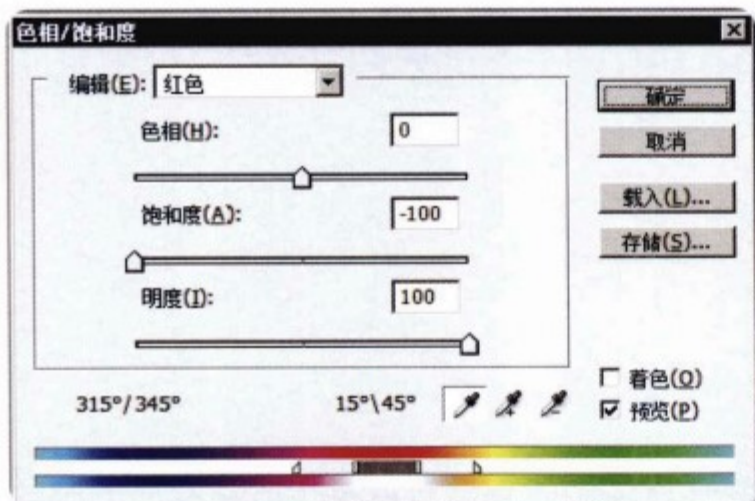 色相/饱和度
编辑(E): 红色
确定
色相(H): 0
取消
饱和度(A): -100
载入(L)...
存储(S)...
明度(I): 100
着色(O)
预览(P)
315°/345° 15°\45°